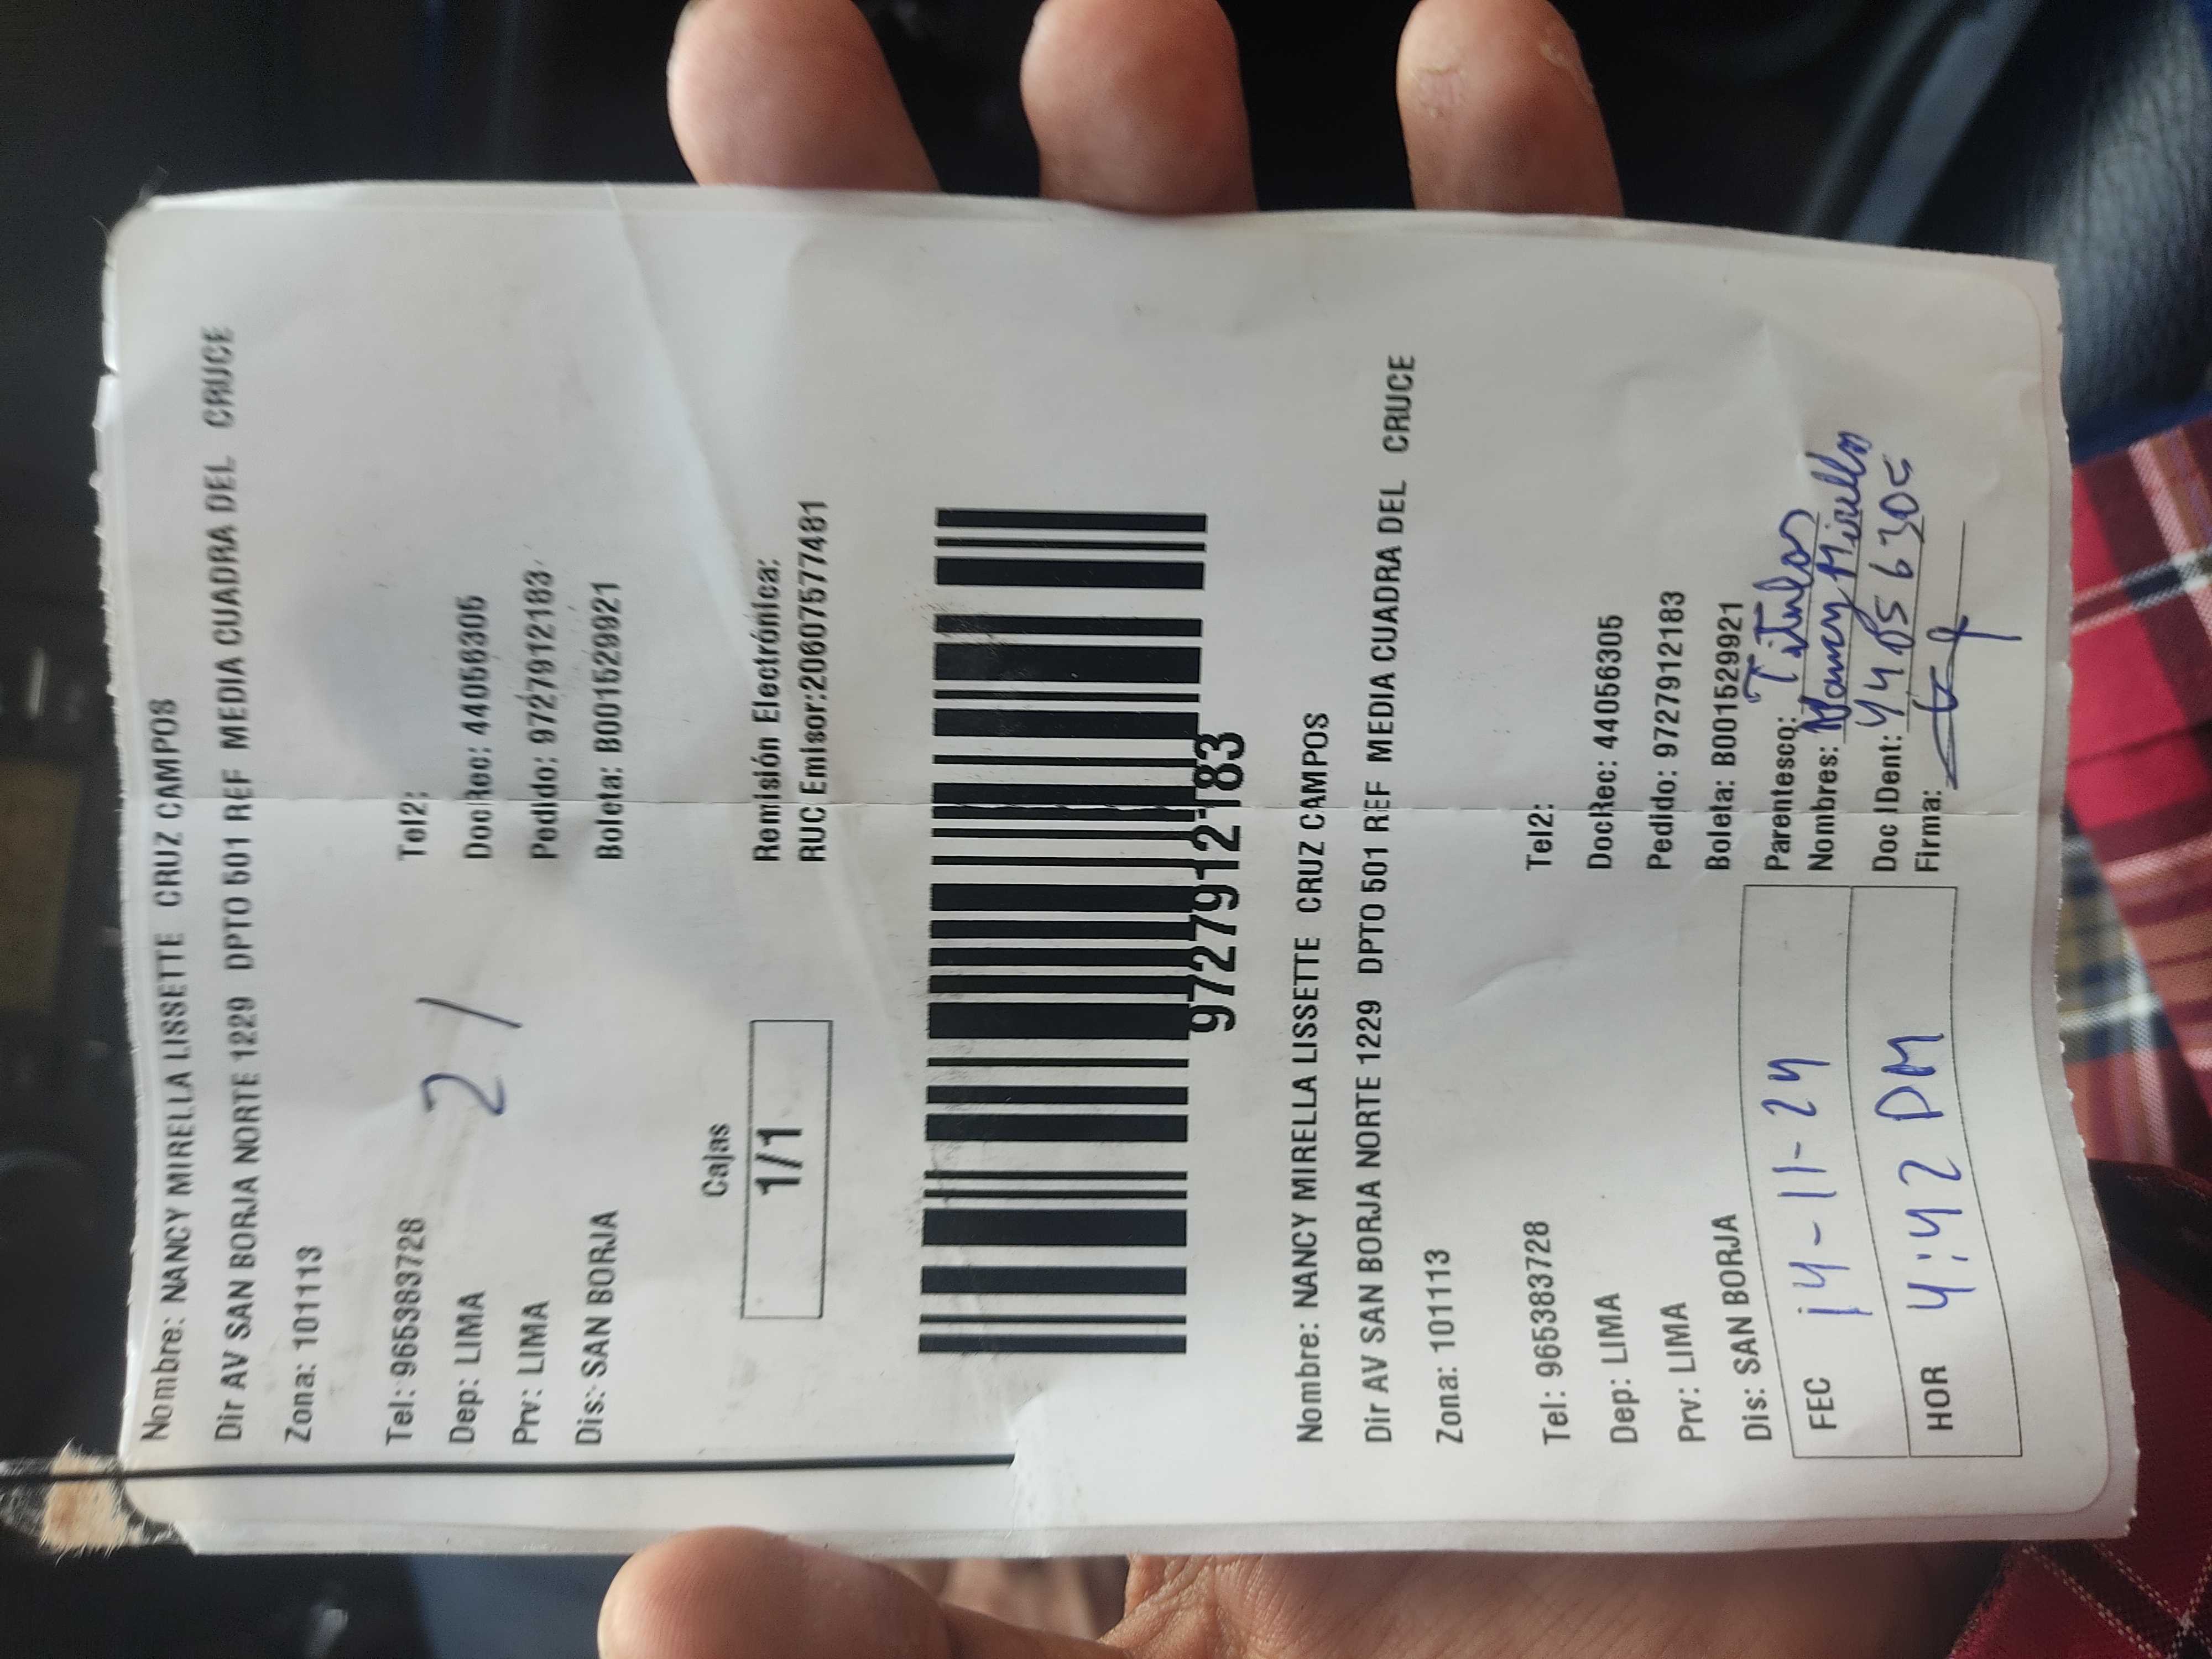 Nombre: NANCY MIRELLA LISSETTE CRUZ CAMPOS
Dir AV SAN BORJA NORTE 1229 DPTO 501 REF MEDIA CUADRA DEL CRUCE
Zona: 101113
Tel: 965383728 Tel2:
Dep: LIMA DocRec: 44056305
Prv: LIMA Pedido: 9727912183
Dis: SAN BORJA Boleta: B001529921
21
Cajas
1/1
Remisión Electrónica:
RUC Emisor:20607577481
9727912183
Nombre: NANCY MIRELLA LISSETTE CRUZ CAMPOS
Dir AV SAN BORJA NORTE 1229 DPTO 501 REF MEDIA CUADRA DEL CRUCE
Zona: 101113
Tel: 965383728 Tel2:
Dep: LIMA DocRec: 44056305
Prv: LIMA Pedido: 9727912183
Dis: SAN BORJA Boleta: B001529921
FEC 14-11-24
HOR 4:42 PM
Parentesco: Titular
Nombres: Nancy Mirella
Doc IDent: 44056305
Firma: